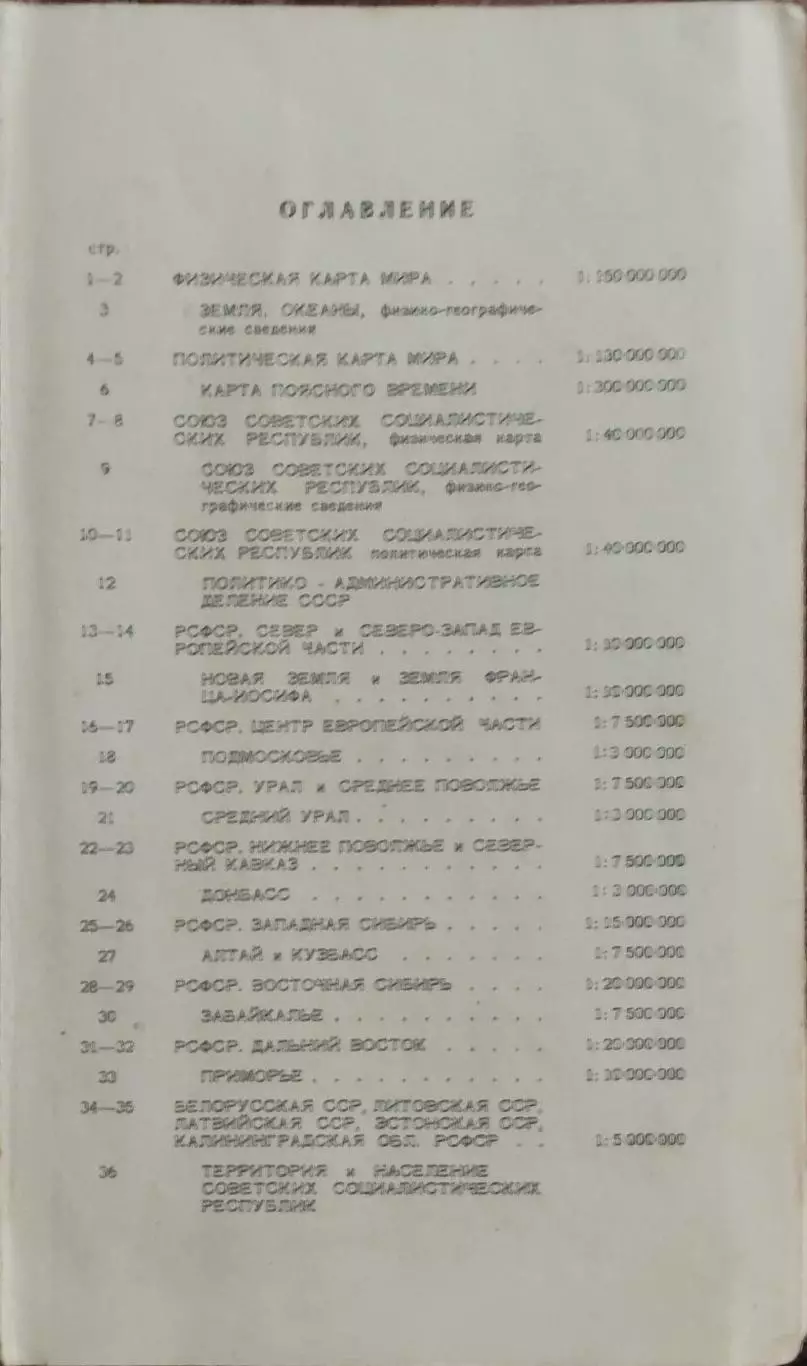 ОГЛАВЛЕНИЕ
стр.
1—2 ФИЗИЧЕСКАЯ КАРТА МИРА . . . . . 1:150 000 000
3 ЗЕМЛЯ, ОКЕАНЫ, физико-географиче-
ские сведения
4—5 ПОЛИТИЧЕСКАЯ КАРТА МИРА . . . . 1:130 000 000
6 КАРТА ПОЯСНОГО ВРЕМЕНИ 1:300 000 000
7—8 СОЮЗ СОВЕТСКИХ СОЦИАЛИСТИЧЕ-
СКИХ РЕСПУБЛИК, физическая карта 1:40 000 000
9 СОЮЗ СОВЕТСКИХ СОЦИАЛИСТИ-
ЧЕСКИХ РЕСПУБЛИК, физико-гео-
графические сведения
10—11 СОЮЗ СОВЕТСКИХ СОЦИАЛИСТИЧЕ-
СКИХ РЕСПУБЛИК политическая карта 1:40 000 000
12 ПОЛИТИКО - АДМИНИСТРАТИВНОЕ
ДЕЛЕНИЕ СССР
13—14 РСФСР. СЕВЕР и СЕВЕРО-ЗАПАД ЕВ-
РОПЕЙСКОЙ ЧАСТИ . . . . . . . . 1:10 000 000
15 НОВАЯ ЗЕМЛЯ и ЗЕМЛЯ ФРАН-
ЦА-ИОСИФА . . . . . . . . . . 1:10 000 000
16—17 РСФСР. ЦЕНТР ЕВРОПЕЙСКОЙ ЧАСТИ 1:7 500 000
18 ПОДМОСКОВЬЕ . . . . . . . . 1:3 000 000
19—20 РСФСР. УРАЛ и СРЕДНЕЕ ПОВОЛЖЬЕ 1:7 500 000
21 СРЕДНИЙ УРАЛ . . . . . . . . 1:3 000 000
22—23 РСФСР. НИЖНЕЕ ПОВОЛЖЬЕ и СЕВЕР-
НЫЙ КАВКАЗ . . . . . . . . . . . 1:7 500 000
24 ДОНБАСС . . . . . . . . . . . 1:3 000 000
25—26 РСФСР. ЗАПАДНАЯ СИБИРЬ . . . . . 1:15 000 000
27 АЛТАЙ и КУЗБАСС . . . . . . . 1:7 500 000
28—29 РСФСР. ВОСТОЧНАЯ СИБИРЬ . . . . 1:20 000 000
30 ЗАБАЙКАЛЬЕ . . . . . . . . . . 1:7 500 000
31—32 РСФСР. ДАЛЬНИЙ ВОСТОК . . . . . 1:20 000 000
33 ПРИМОРЬЕ . . . . . . . . . . . 1:10 000 000
34—35 БЕЛОРУССКАЯ ССР, ЛИТОВСКАЯ ССР,
ЛАТВИЙСКАЯ ССР, ЭСТОНСКАЯ ССР,
КАЛИНИНГРАДСКАЯ ОБЛ. РСФСР . . 1:5 000 000
36 ТЕРРИТОРИЯ и НАСЕЛЕНИЕ
СОВЕТСКИХ СОЦИАЛИСТИЧЕСКИХ
РЕСПУБЛИК